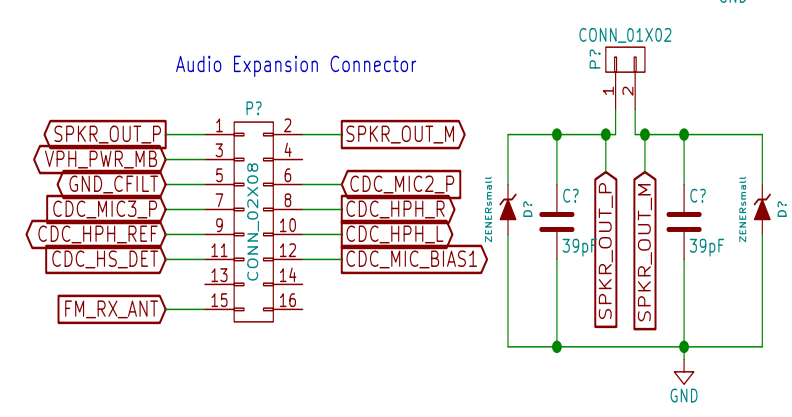 GND
CONN_01X02
P?
1
2
Audio Expansion Connector
P?
CONN_02X08
SPKR_OUT_P 1 2 SPKR_OUT_M
VPH_PWR_MB 3 4
GND_CFILT 5 6 CDC_MIC2_P
CDC_MIC3_P 7 8 CDC_HPH_R
CDC_HPH_REF 9 10 CDC_HPH_L
CDC_HS_DET 11 12 CDC_MIC_BIAS1
13 14
FM_RX_ANT 15 16
ZENERsmall
D?
C?
39pF
SPKR_OUT_P
SPKR_OUT_M
C?
39pF
ZENERsmall
D?
GND